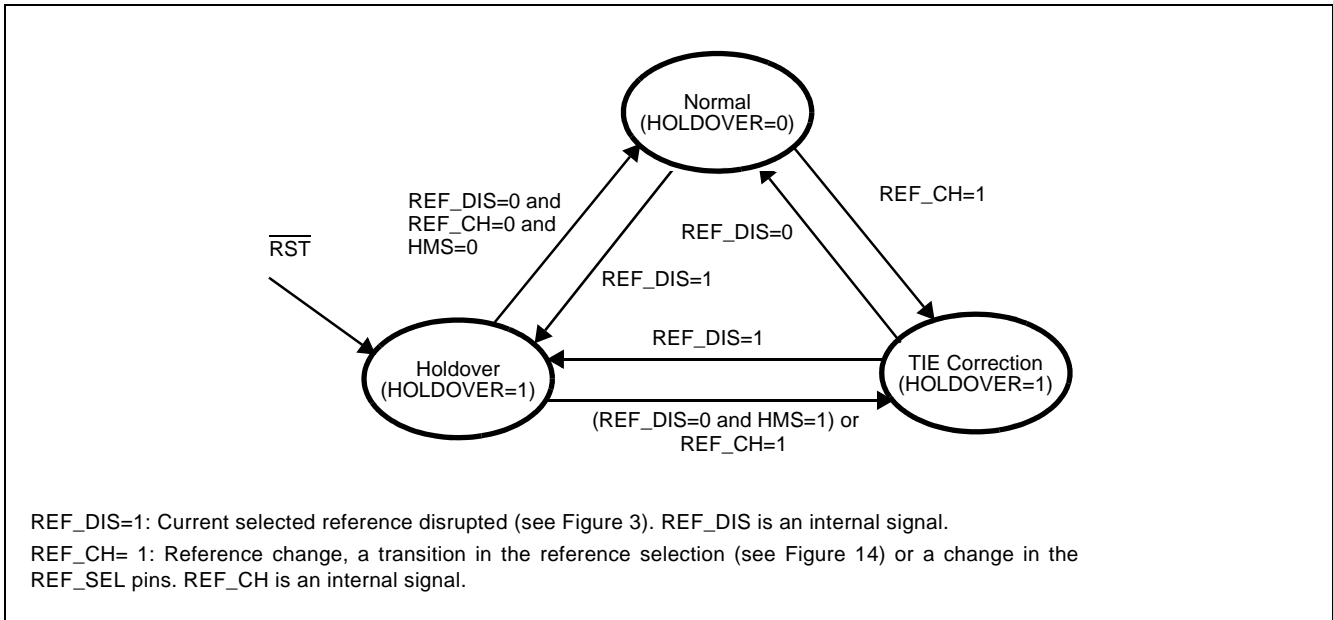 Normal
(HOLDOVER=0)
REF_DIS=0 and
REF_CH=0 and
HMS=0
REF_CH=1
RST
REF_DIS=0
REF_DIS=1
REF_DIS=1
Holdover
(HOLDOVER=1)
TIE Correction
(HOLDOVER=1)
(REF_DIS=0 and HMS=1) or
REF_CH=1
REF_DIS=1: Current selected reference disrupted (see Figure 3). REF_DIS is an internal signal.
REF_CH= 1: Reference change, a transition in the reference selection (see Figure 14) or a change in the
REF_SEL pins. REF_CH is an internal signal.